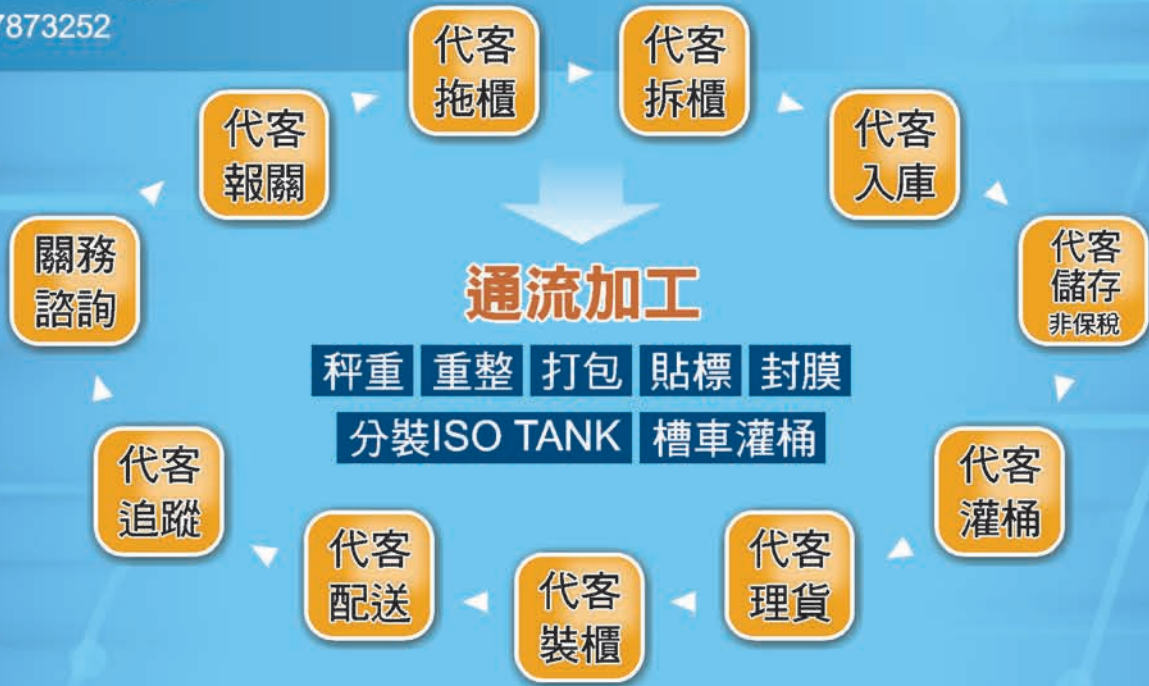 7873252
代客
拖櫃
代客
拆櫃
代客
入庫
代客
儲存
非保稅
代客
灌桶
代客
理貨
代客
裝櫃
代客
配送
代客
追蹤
關務
諮詢
代客
報關
通流加工
秤重 重整 打包 貼標 封膜
分裝ISO TANK 槽車灌桶